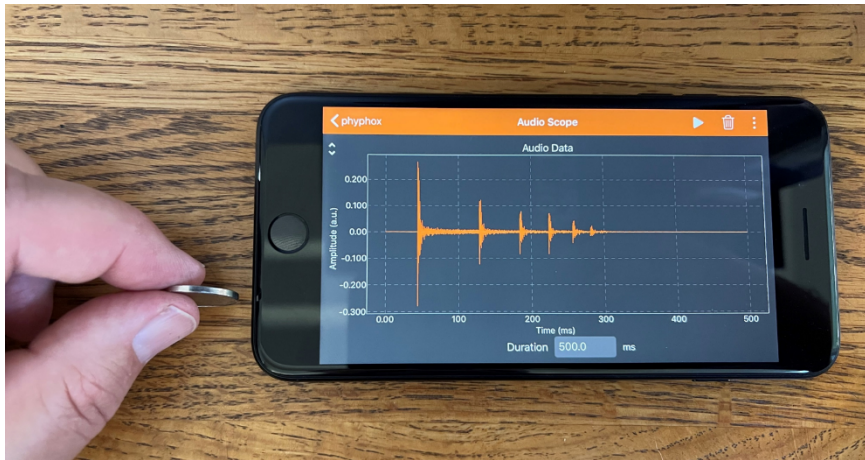 phyphox
Audio Scope
Audio Data
Amplitude (a.u.)
0.200
0.100
0.00
-0.100
-0.200
-0.300
0.00 100 200 300 400 500
Time (ms)
Duration 500.0 ms